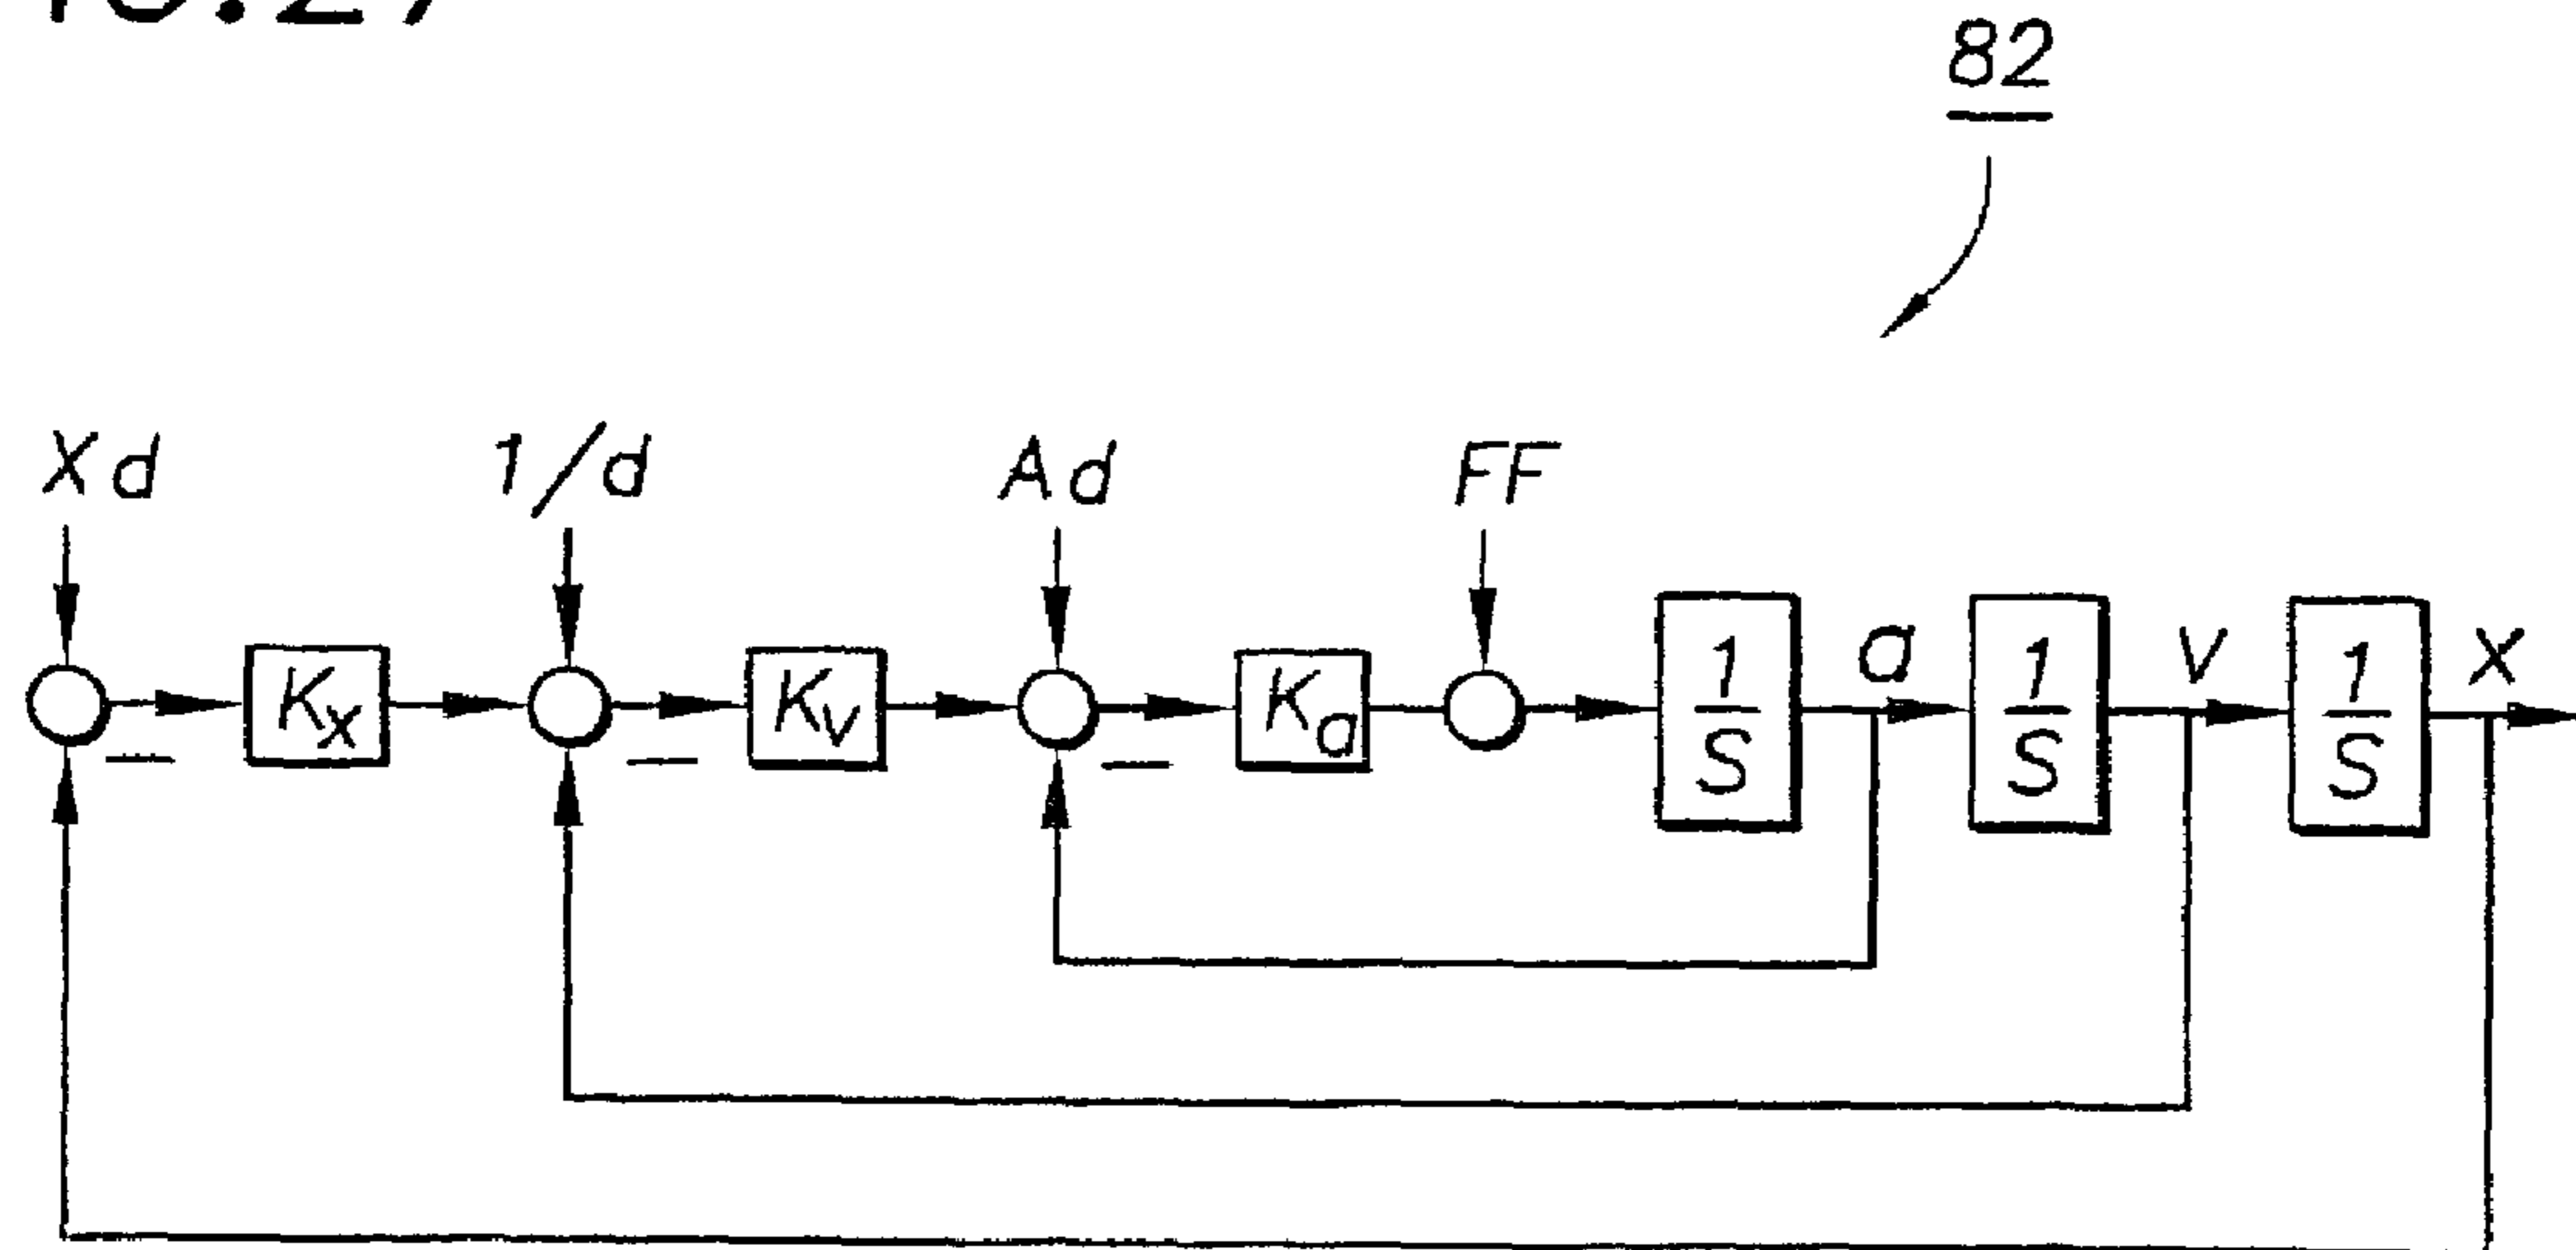 82
Xd 1/d Ad FF
Kx Kv Ka 1/S a 1/S v 1/S x
− − −